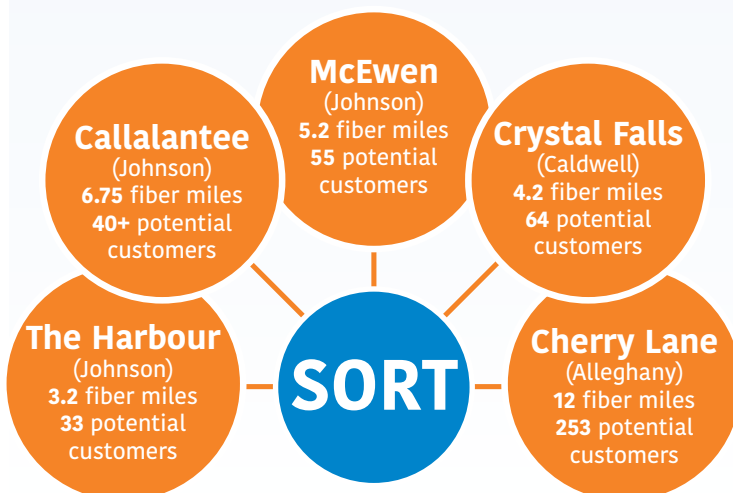 McEwen
(Johnson)
5.2 fiber miles
55 potential
customers
Callalantee
(Johnson)
6.75 fiber miles
40+ potential
customers
Crystal Falls
(Caldwell)
4.2 fiber miles
64 potential
customers
The Harbour
(Johnson)
3.2 fiber miles
33 potential
customers
SORT
Cherry Lane
(Alleghany)
12 fiber miles
253 potential
customers